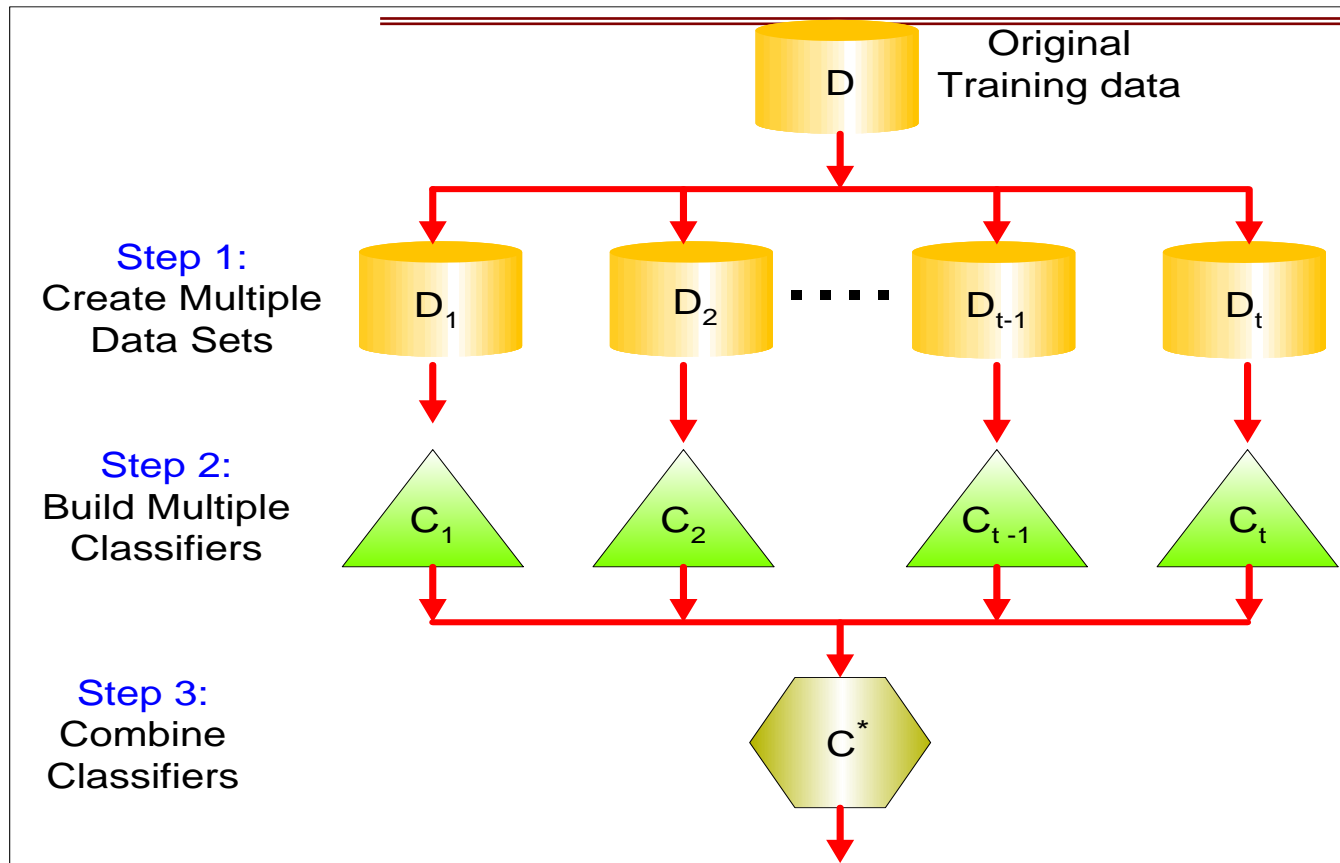 Original
Training data
D
Step 1:
Create Multiple
Data Sets
D₁
D₂
Dₜ₋₁
Dₜ
Step 2:
Build Multiple
Classifiers
C₁
C₂
Cₜ ₋₁
Cₜ
Step 3:
Combine
Classifiers
C*